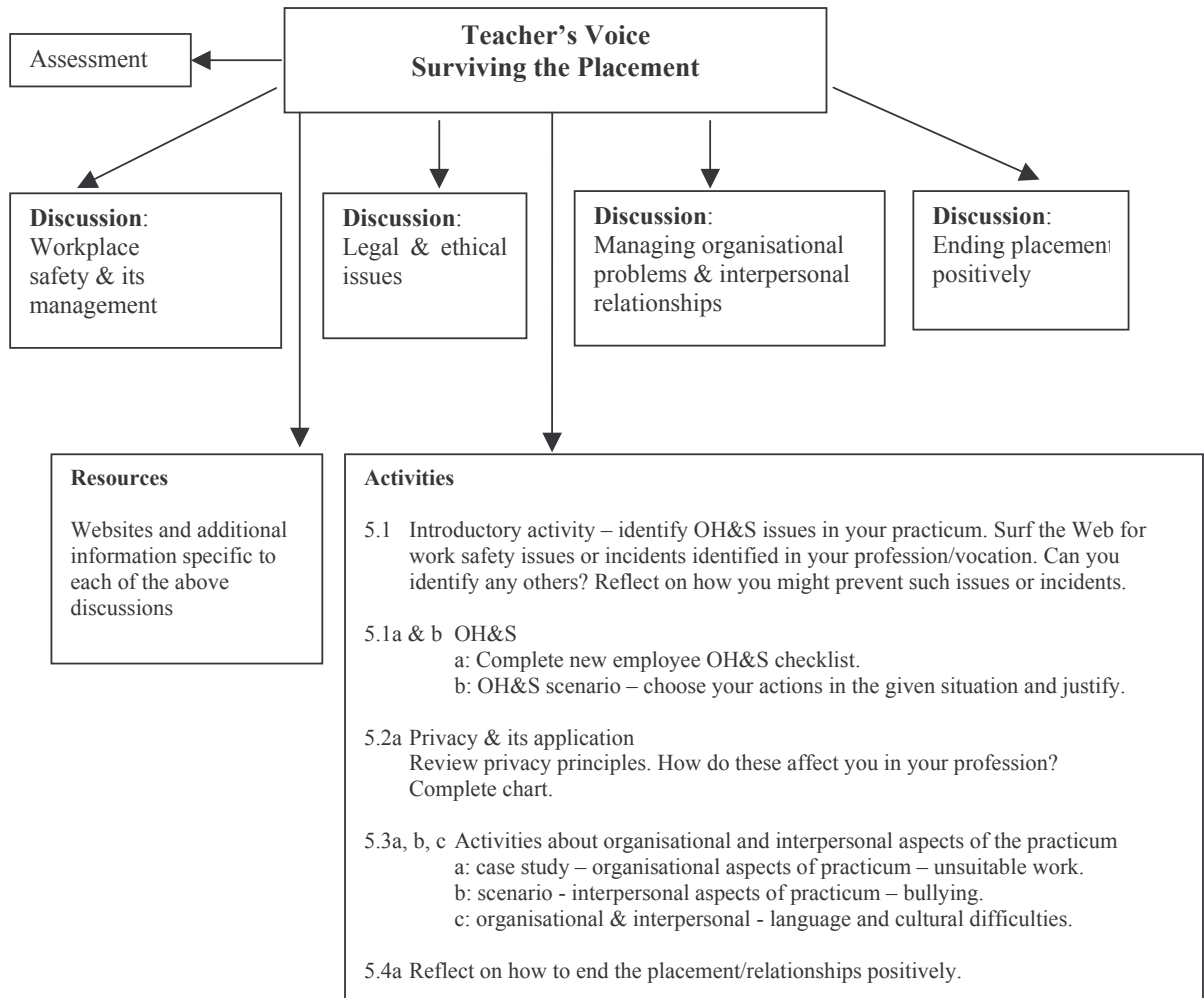 Teacher’s Voice
Surviving the Placement
Assessment
Discussion:
Workplace
safety & its
management
Discussion:
Legal & ethical
issues
Discussion:
Managing organisational
problems & interpersonal
relationships
Discussion:
Ending placement
positively
Resources
Websites and additional
information specific to
each of the above
discussions
Activities
5.1 Introductory activity – identify OH&S issues in your practicum. Surf the Web for
work safety issues or incidents identified in your profession/vocation. Can you
identify any others? Reflect on how you might prevent such issues or incidents.
5.1a & b OH&S
a: Complete new employee OH&S checklist.
b: OH&S scenario – choose your actions in the given situation and justify.
5.2a Privacy & its application
Review privacy principles. How do these affect you in your profession?
Complete chart.
5.3a, b, c Activities about organisational and interpersonal aspects of the practicum
a: case study – organisational aspects of practicum – unsuitable work.
b: scenario - interpersonal aspects of practicum – bullying.
c: organisational & interpersonal - language and cultural difficulties.
5.4a Reflect on how to end the placement/relationships positively.